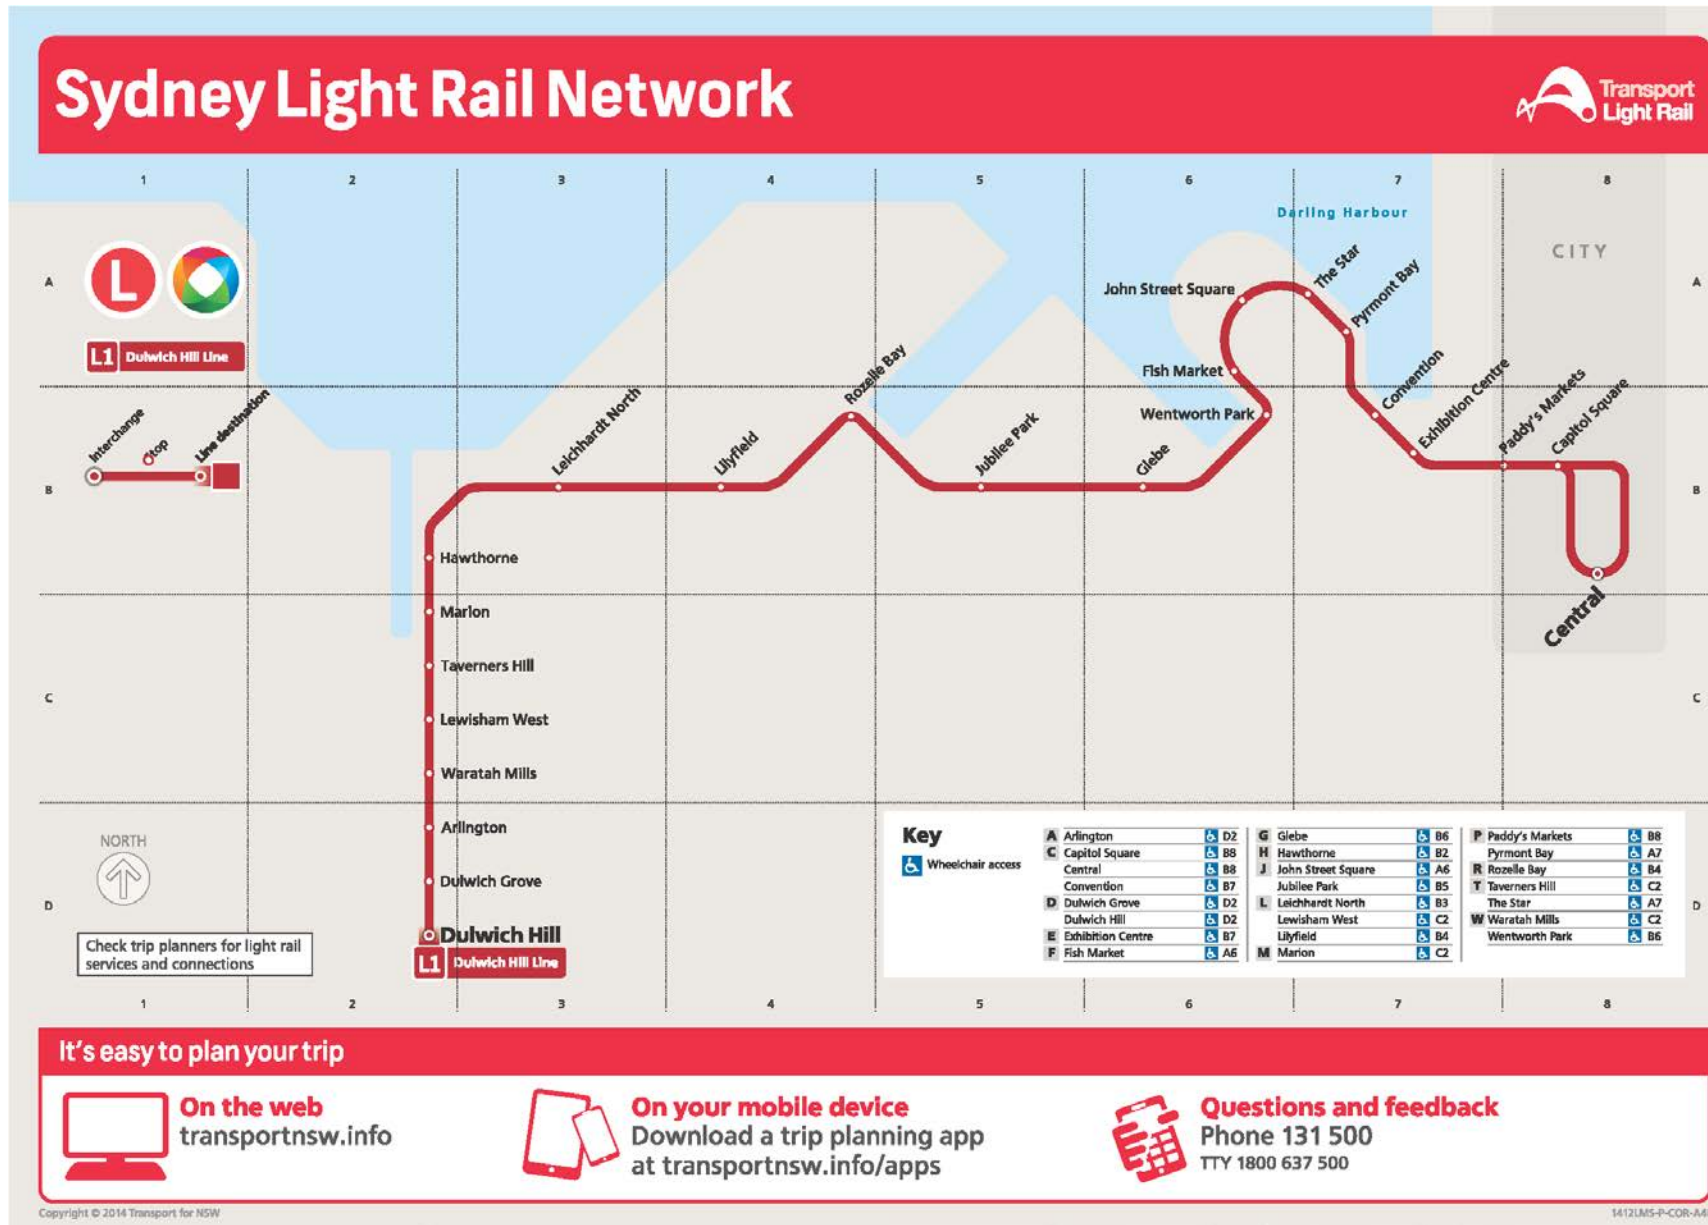 Sydney Light Rail Network
Transport
Light Rail
1 2 3 4 5 6 7 8
Darling Harbour
CITY
A
A
L
L1 Dulwich Hill Line
Interchange
Stop
Line destination
B
B
C
C
D
D
John Street Square
The Star
Pyrmont Bay
Fish Market
Wentworth Park
Convention
Exhibition Centre
Paddy's Markets
Capitol Square
Central
Rozelle Bay
Leichhardt North
Lilyfield
Jubilee Park
Glebe
Hawthorne
Marion
Taverners Hill
Lewisham West
Waratah Mills
Arlington
Dulwich Grove
Dulwich Hill
L1 Dulwich Hill Line
NORTH
Check trip planners for light rail
services and connections
Key
Wheelchair access
A Arlington D2
C Capitol Square B8
Central B8
Convention B7
D Dulwich Grove D2
Dulwich Hill D2
E Exhibition Centre B7
F Fish Market A6
G Glebe B6
H Hawthorne B2
J John Street Square A6
Jubilee Park B5
L Leichhardt North B3
Lewisham West C2
Lilyfield B4
M Marion C2
P Paddy's Markets B8
Pyrmont Bay A7
R Rozelle Bay B4
T Taverners Hill C2
The Star A7
W Waratah Mills C2
Wentworth Park B6
1 2 3 4 5 6 7 8
It's easy to plan your trip
On the web
transportnsw.info
On your mobile device
Download a trip planning app
at transportnsw.info/apps
Questions and feedback
Phone 131 500
TTY 1800 637 500
Copyright © 2014 Transport for NSW